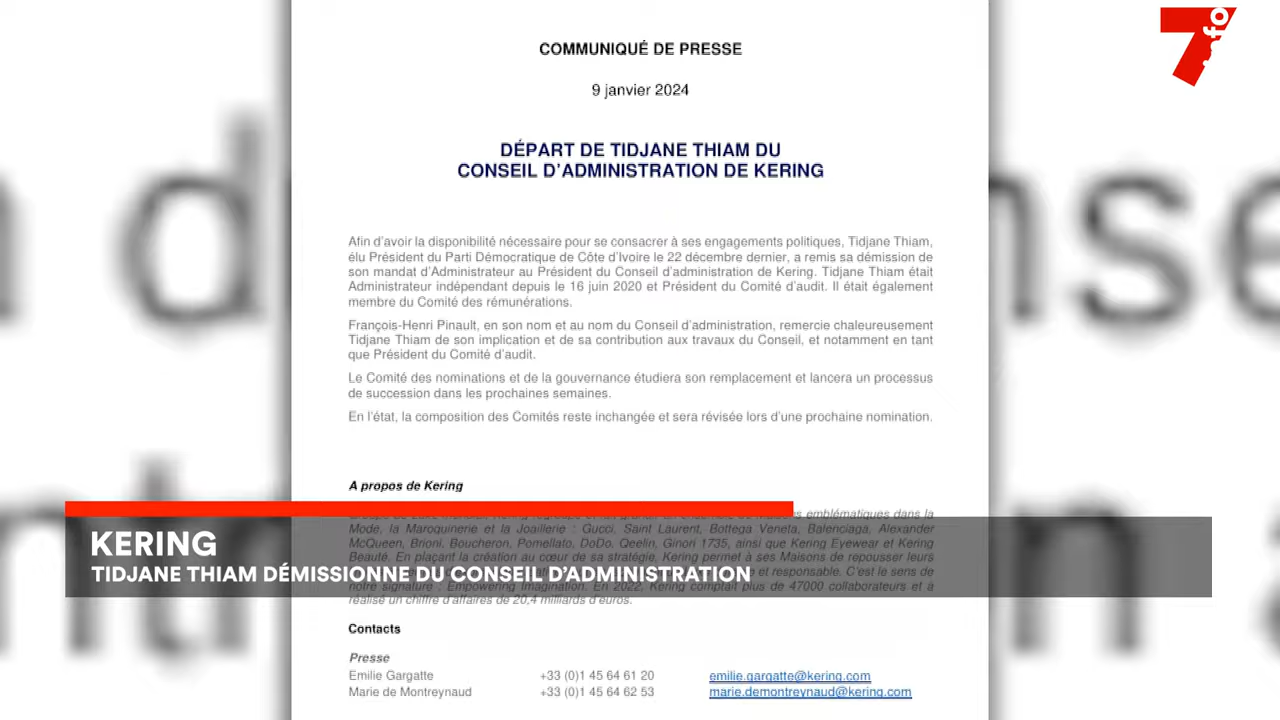 7
fo
COMMUNIQUÉ DE PRESSE
9 janvier 2024
DÉPART DE TIDJANE THIAM DU
CONSEIL D’ADMINISTRATION DE KERING
Afin d’avoir la disponibilité nécessaire pour se consacrer à ses engagements politiques, Tidjane Thiam,
élu Président du Parti Démocratique de Côte d’Ivoire le 22 décembre dernier, a remis sa démission de
son mandat d’Administrateur au Président du Conseil d’administration de Kering. Tidjane Thiam était
Administrateur indépendant depuis le 16 juin 2020 et Président du Comité d’audit. Il était également
membre du Comité des rémunérations.
François-Henri Pinault, en son nom et au nom du Conseil d’administration, remercie chaleureusement
Tidjane Thiam de son implication et de sa contribution aux travaux du Conseil, et notamment en tant
que Président du Comité d’audit.
Le Comité des nominations et de la gouvernance étudiera son remplacement et lancera un processus
de succession dans les prochaines semaines.
En l’état, la composition des Comités reste inchangée et sera révisée lors d’une prochaine nomination.
A propos de Kering
emblématiques dans la
Mode, la Maroquinerie et la Joaillerie : Gucci, Saint Laurent, Bottega Veneta, Balenciaga, Alexander
McQueen, Brioni, Boucheron, Pomellato, DoDo, Qeelin, Ginori 1735, ainsi que Kering Eyewear et Kering
Beauté. En plaçant la création au cœur de sa stratégie, Kering permet à ses Maisons de repousser leurs
et responsable. C’est le sens de
notre signature : Empowering Imagination. En 2022, Kering comptait plus de 47000 collaborateurs et a
réalisé un chiffre d’affaires de 20,4 milliards d’euros.
KERING
TIDJANE THIAM DÉMISSIONNE DU CONSEIL D’ADMINISTRATION
Contacts
Presse
Emilie Gargatte +33 (0)1 45 64 61 20 emilie.gargatte@kering.com
Marie de Montreynaud +33 (0)1 45 64 62 53 marie.demontreynaud@kering.com